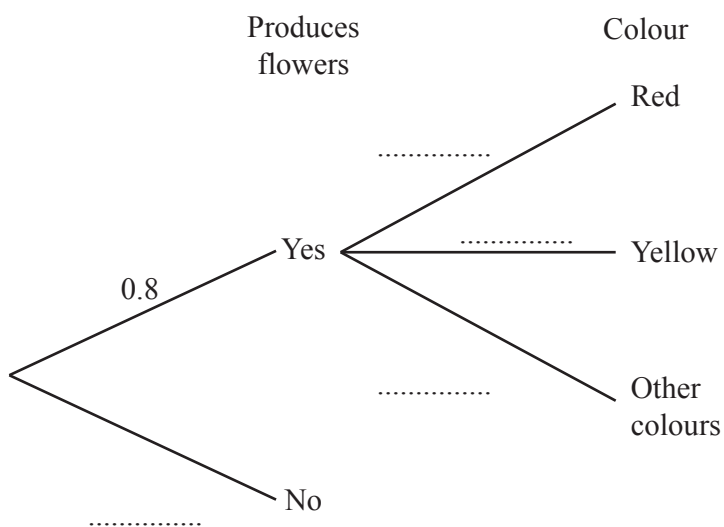 Produces
flowers
Colour
Red
...............
...............
Yes
Yellow
0.8
...............
Other
colours
No
...............